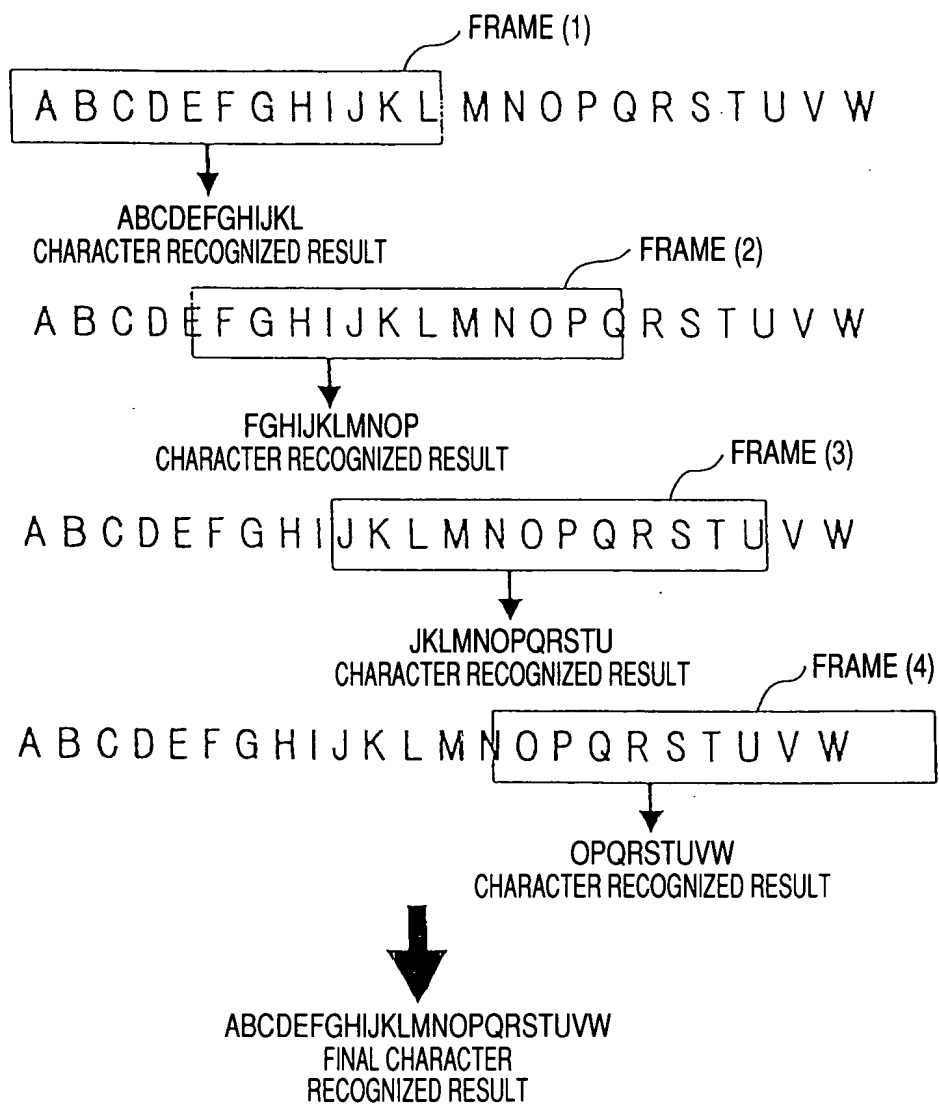 FRAME (1)
A B C D E F G H I J K L M N O P Q R S T U V W
ABCDEFGHIJKL
CHARACTER RECOGNIZED RESULT
FRAME (2)
A B C D E F G H I J K L M N O P Q R S T U V W
FGHIJKLMNOP
CHARACTER RECOGNIZED RESULT
FRAME (3)
A B C D E F G H I J K L M N O P Q R S T U V W
JKLMNOPQRSTU
CHARACTER RECOGNIZED RESULT
FRAME (4)
A B C D E F G H I J K L M N O P Q R S T U V W
OPQRSTUVW
CHARACTER RECOGNIZED RESULT
ABCDEFGHIJKLMNOPQRSTUVW
FINAL CHARACTER
RECOGNIZED RESULT